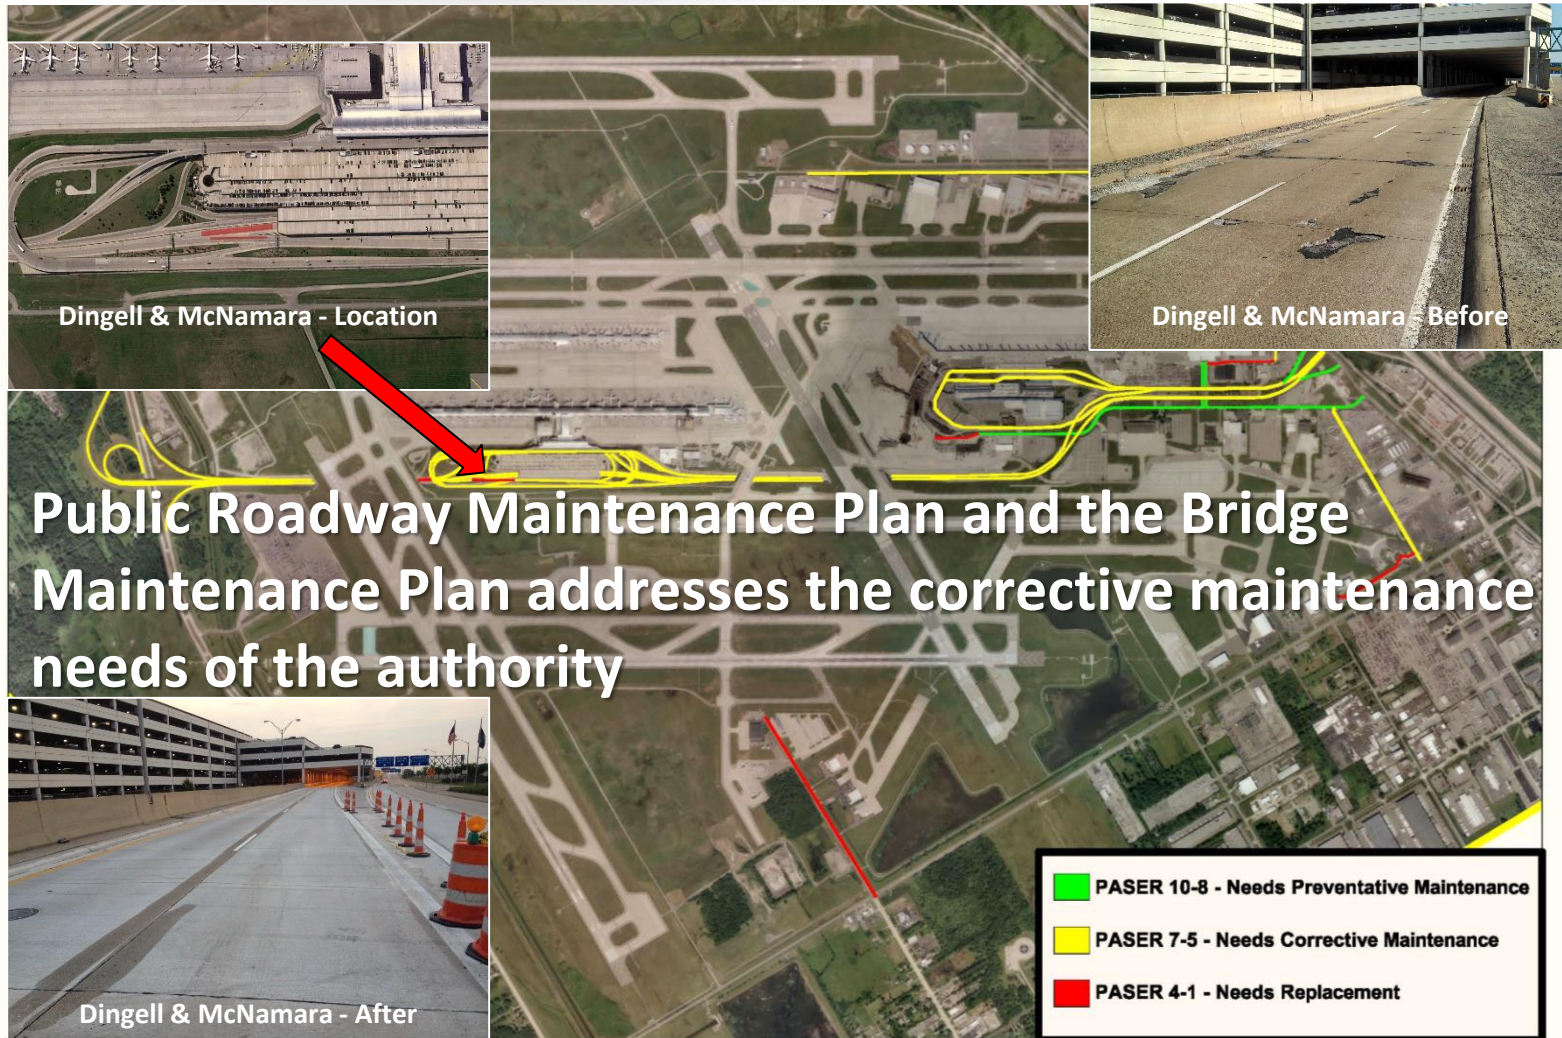 Dingell & McNamara - Location
Dingell & McNamara - Before
Public Roadway Maintenance Plan and the Bridge
Maintenance Plan addresses the corrective maintenance
needs of the authority
Dingell & McNamara - After
PASER 10-8 - Needs Preventative Maintenance
PASER 7-5 - Needs Corrective Maintenance
PASER 4-1 - Needs Replacement